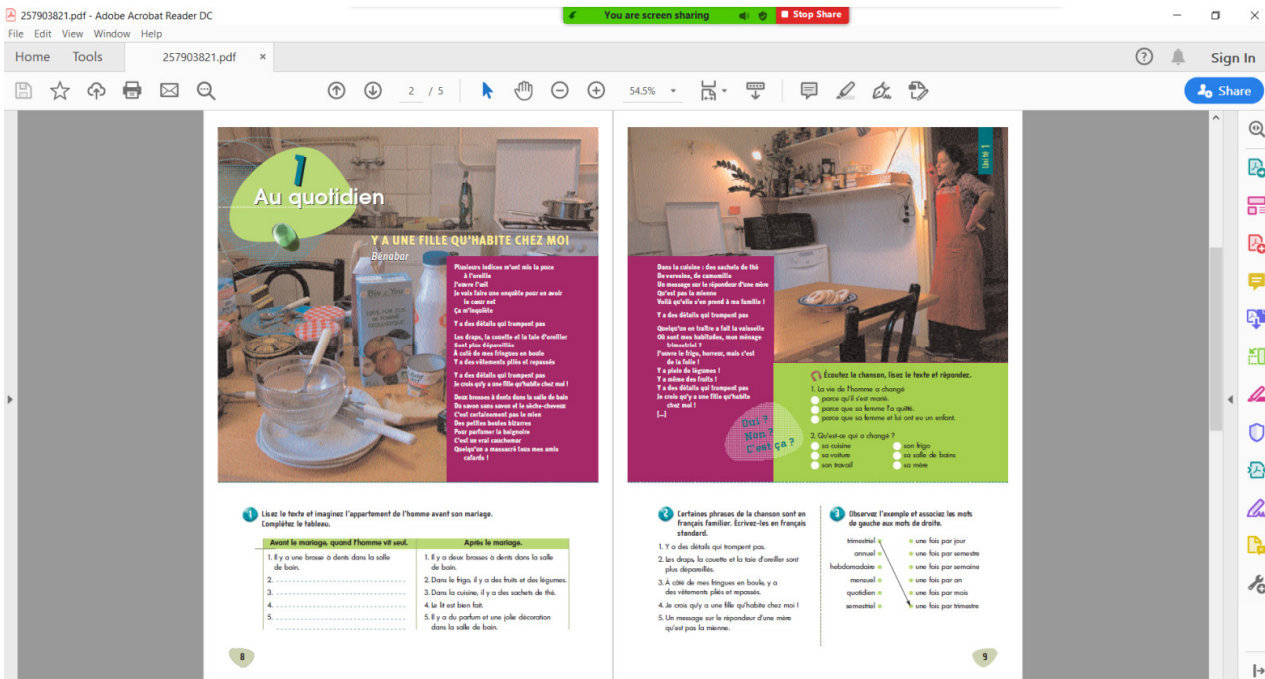 257903821.pdf - Adobe Acrobat Reader DC
You are screen sharing
Stop Share
File Edit View Window Help
Home Tools 257903821.pdf × Sign In
2 / 5 54.5% Share
1
Au quotidien
Y A UNE FILLE QU'HABITE CHEZ MOI
Bénabar
Plusieurs indices m'ont mis la puce
à l'oreille
J'ouvre l'œil
Je vais faire une enquête pour en avoir
le cœur net
Ça m'inquiète
Y a des détails qui trompent pas
Les draps, la couette et la taie d'oreiller
Sont plus dépareillés
À côté de mes fringues en boule
Y a des vêtements pliés et repassés
Y a des détails qui trompent pas
Je crois qu'y a une fille qu'habite chez moi !
Deux brosses à dents dans la salle de bain
Du savon sans savon et le sèche-cheveux
C'est certainement pas le mien
Des petites boules bizarres
Pour parfumer la baignoire
C'est un vrai cauchemar
Quelqu'un a massacré tous mes amis
cafards !
Unité 1
Dans la cuisine : des sachets de thé
De verveine, de camomille
Un message sur le répondeur d'une mère
Qu'est pas la mienne
Voilà qu'elle s'en prend à ma famille !
Y a des détails qui trompent pas
Quelqu'un en traître a fait la vaisselle
Où sont mes habitudes, mon ménage
trimestriel ?
J'ouvre le frigo, horreur, mais c'est
de la folie !
Y a plein de légumes !
Y a même des fruits !
Y a des détails qui trompent pas
Je crois qu'y a une fille qu'habite
chez moi !
[...]
Oui ?
Non ?
C'est ça ?
Écoutez la chanson, lisez le texte et répondez.
1. La vie de l'homme a changé
parce qu'il s'est marié.
parce que sa femme l'a quitté.
parce que sa femme et lui ont eu un enfant.
2. Qu'est-ce qui a changé ?
sa cuisine son frigo
sa voiture sa salle de bains
son travail sa mère
1 Lisez le texte et imaginez l'appartement de l'homme avant son mariage.
Complétez le tableau.
Avant le mariage, quand l'homme vit seul. Après le mariage.
1. Il y a une brosse à dents dans la salle de bain. 1. Il y a deux brosses à dents dans la salle de bain.
2. 2. Dans le frigo, il y a des fruits et des légumes.
3. 3. Dans la cuisine, il y a des sachets de thé.
4. 4. Le lit est bien fait.
5. 5. Il y a du parfum et une jolie décoration
dans la salle de bain.
8
2 Certaines phrases de la chanson sont en
français familier. Écrivez-les en français
standard.
1. Y a des détails qui trompent pas.
2. Les draps, la couette et la taie d'oreiller sont
plus dépareillés.
3. À côté de mes fringues en boule, y a
des vêtements pliés et repassés.
4. Je crois qu'y a une fille qu'habite chez moi !
5. Un message sur le répondeur d'une mère
qu'est pas la mienne.
3 Observez l'exemple et associez les mots
de gauche aux mots de droite.
trimestriel une fois par jour
annuel une fois par semestre
hebdomadaire une fois par semaine
mensuel une fois par an
quotidien une fois par mois
semestriel une fois par trimestre
9